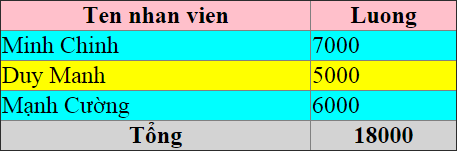 Ten nhan vien Luong
Minh Chinh 7000
Duy Manh 5000
Mạnh Cường 6000
Tổng 18000